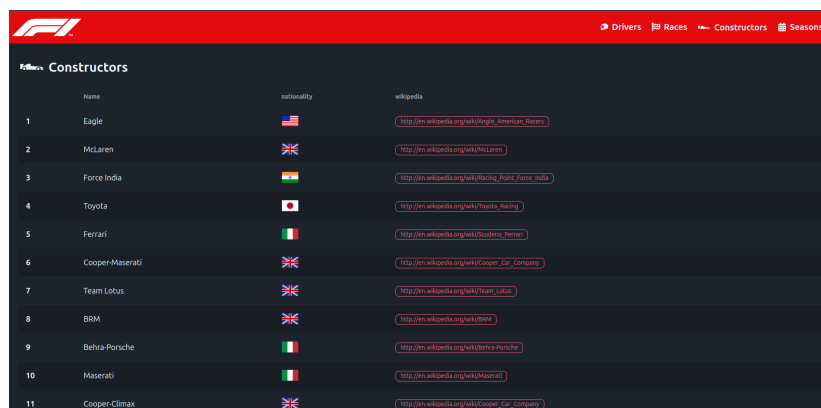 F1
Drivers Races Constructors Seasons
Constructors
Name nationality wikipedia
1 Eagle http://en.wikipedia.org/wiki/Anglo_American_Racers
2 McLaren http://en.wikipedia.org/wiki/McLaren
3 Force India http://en.wikipedia.org/wiki/Racing_Point_Force_India
4 Toyota http://en.wikipedia.org/wiki/Toyota_Racing
5 Ferrari http://en.wikipedia.org/wiki/Scuderia_Ferrari
6 Cooper-Maserati http://en.wikipedia.org/wiki/Cooper_Car_Company
7 Team Lotus http://en.wikipedia.org/wiki/Team_Lotus
8 BRM http://en.wikipedia.org/wiki/BRM
9 Behra-Porsche http://en.wikipedia.org/wiki/Behra-Porsche
10 Maserati http://en.wikipedia.org/wiki/Maserati
11 Cooper-Climax http://en.wikipedia.org/wiki/Cooper_Car_Company